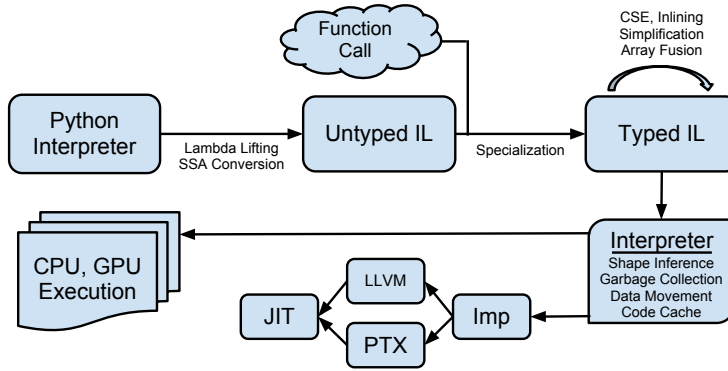 Function
Call
CSE, Inlining
Simplification
Array Fusion
Python
Interpreter
Lambda Lifting
SSA Conversion
Untyped IL
Specialization
Typed IL
CPU, GPU
Execution
Interpreter
Shape Inference
Garbage Collection
Data Movement
Code Cache
LLVM
JIT
PTX
Imp